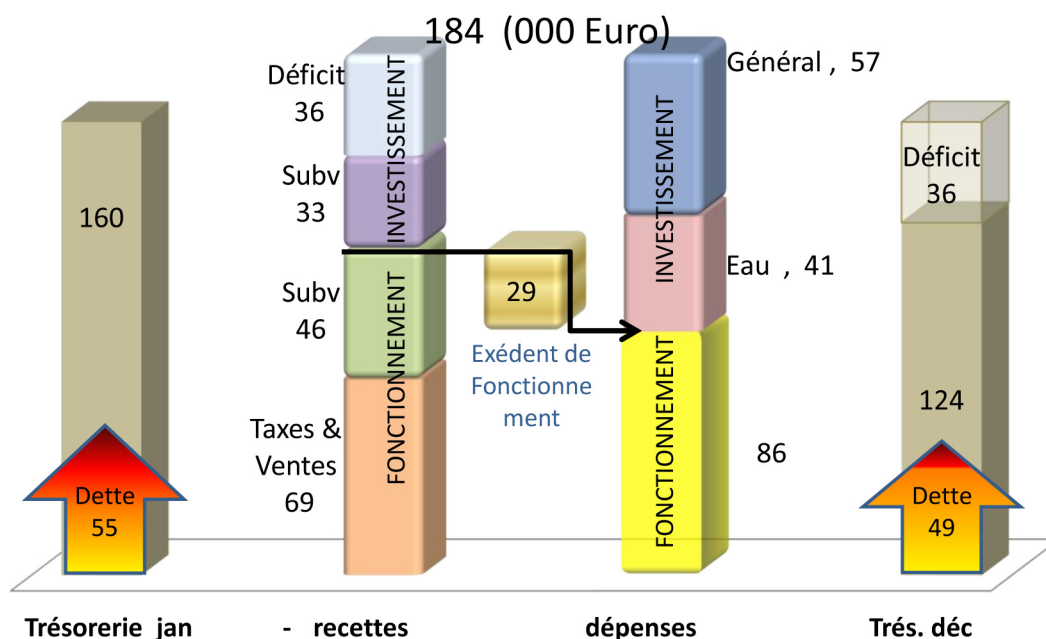 184 (000 Euro)
Déficit
36
Subv
33
Subv
46
Taxes &
Ventes
69
INVESTISSEMENT
FONCTIONNEMENT
160
Dette
55
29
Exédent de
Fonctionne
ment
INVESTISSEMENT
FONCTIONNEMENT
Général , 57
Eau , 41
86
Déficit
36
124
Dette
49
Trésorerie jan - recettes dépenses Trés. déc